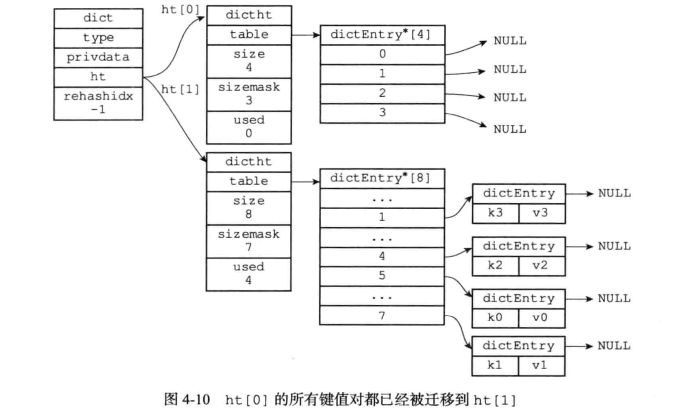 dict
type
privdata
ht
rehashidx
-1
ht[0]
ht[1]
dictht
table
size
4
sizemask
3
used
0
dictEntry*[4]
0
1
2
3
NULL
NULL
NULL
NULL
dictht
table
size
8
sizemask
7
used
4
dictEntry*[8]
...
1
...
4
5
...
7
dictEntry
k3 v3
NULL
dictEntry
k2 v2
NULL
dictEntry
k0 v0
NULL
dictEntry
k1 v1
NULL
图 4-10 ht[0] 的所有键值对都已经被迁移到 ht[1]